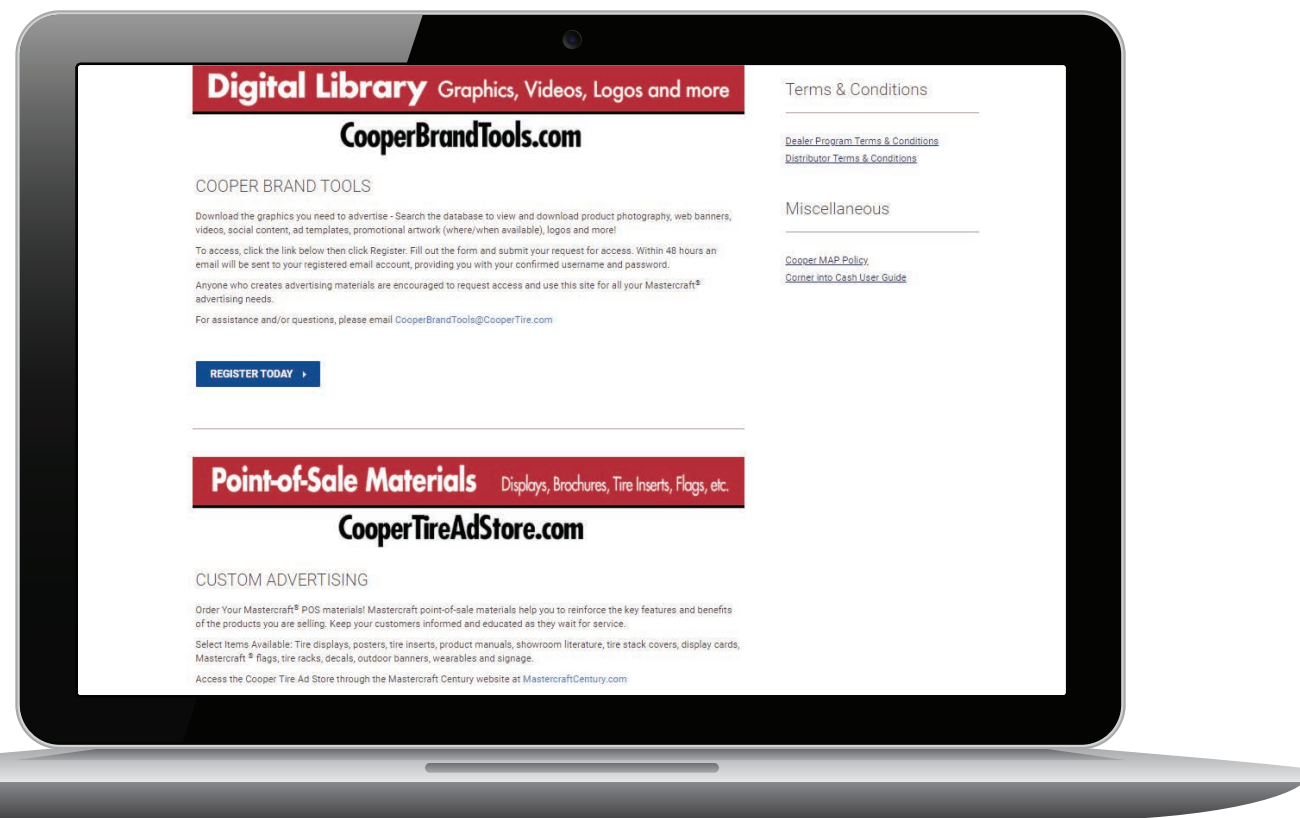 Digital Library Graphics, Videos, Logos and more
CooperBrandTools.com
COOPER BRAND TOOLS
Download the graphics you need to advertise - Search the database to view and download product photography, web banners,
videos, social content, ad templates, promotional artwork (where/when available), logos and more!
To access, click the link below then click Register. Fill out the form and submit your request for access. Within 48 hours an
email will be sent to your registered email account, providing you with your confirmed username and password.
Anyone who creates advertising materials are encouraged to request access and use this site for all your Mastercraft®
advertising needs.
For assistance and/or questions, please email CooperBrandTools@CooperTire.com
REGISTER TODAY
Point-of-Sale Materials Displays, Brochures, Tire Inserts, Flags, etc.
CooperTireAdStore.com
CUSTOM ADVERTISING
Order Your Mastercraft® POS materials! Mastercraft point-of-sale materials help you to reinforce the key features and benefits
of the products you are selling. Keep your customers informed and educated as they wait for service.
Select Items Available: Tire displays, posters, tire inserts, product manuals, showroom literature, tire stack covers, display cards,
Mastercraft ® flags, tire racks, decals, outdoor banners, wearables and signage.
Access the Cooper Tire Ad Store through the Mastercraft Century website at MastercraftCentury.com
Terms & Conditions
Dealer Program Terms & Conditions
Distributor Terms & Conditions
Miscellaneous
Cooper MAP Policy
Corner into Cash User Guide